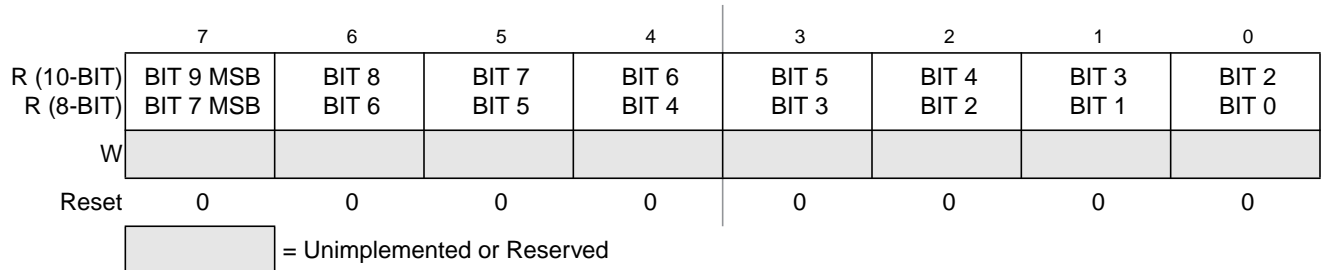 7 6 5 4 3 2 1 0
R (10-BIT) BIT 9 MSB BIT 8 BIT 7 BIT 6 BIT 5 BIT 4 BIT 3 BIT 2
R (8-BIT) BIT 7 MSB BIT 6 BIT 5 BIT 4 BIT 3 BIT 2 BIT 1 BIT 0
W
Reset 0 0 0 0 0 0 0 0
= Unimplemented or Reserved